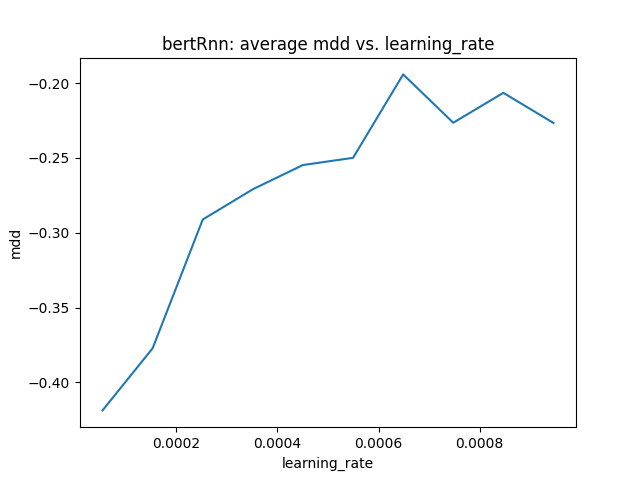 bertRnn: average mdd vs. learning_rate
−0.20
−0.25
−0.30
−0.35
−0.40
mdd
0.0002 0.0004 0.0006 0.0008
learning_rate